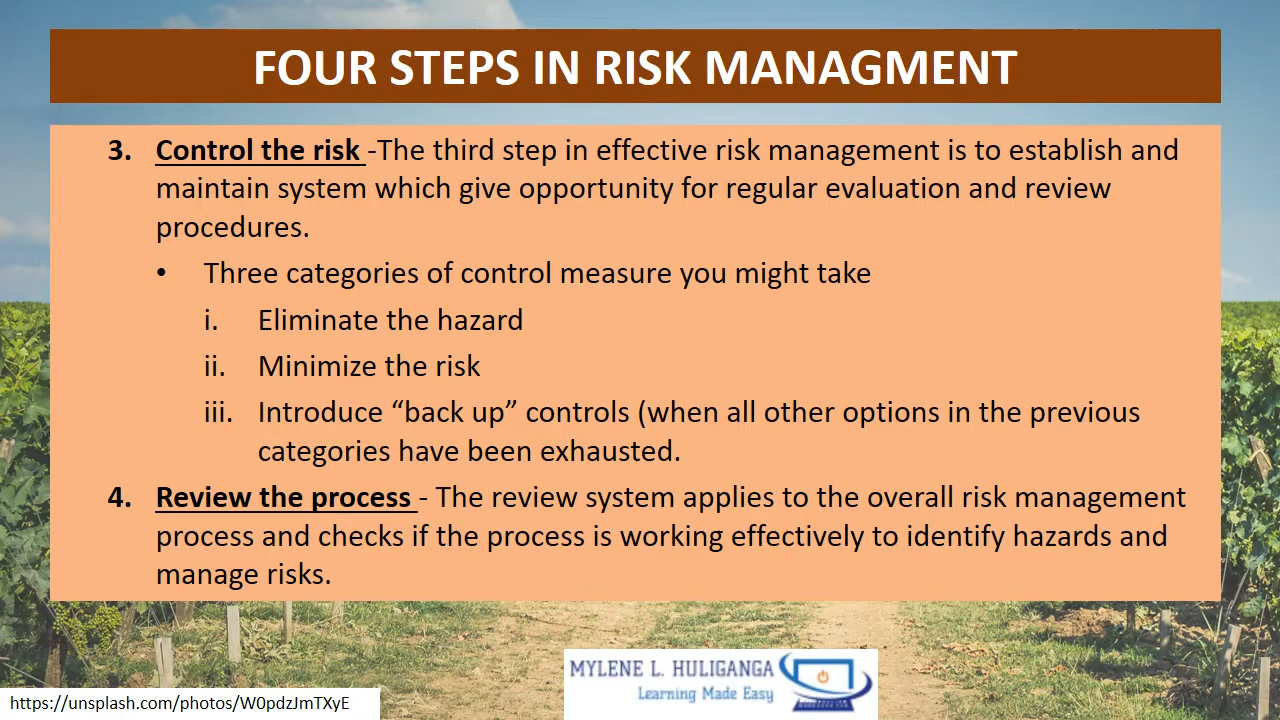 FOUR STEPS IN RISK MANAGMENT
3. Control the risk -The third step in effective risk management is to establish and
maintain system which give opportunity for regular evaluation and review
procedures.
• Three categories of control measure you might take
i. Eliminate the hazard
ii. Minimize the risk
iii. Introduce “back up” controls (when all other options in the previous
categories have been exhausted.
4. Review the process - The review system applies to the overall risk management
process and checks if the process is working effectively to identify hazards and
manage risks.
MYLENE L. HULIGANGA
Learning Made Easy
https://unsplash.com/photos/W0pdzJmTXyE